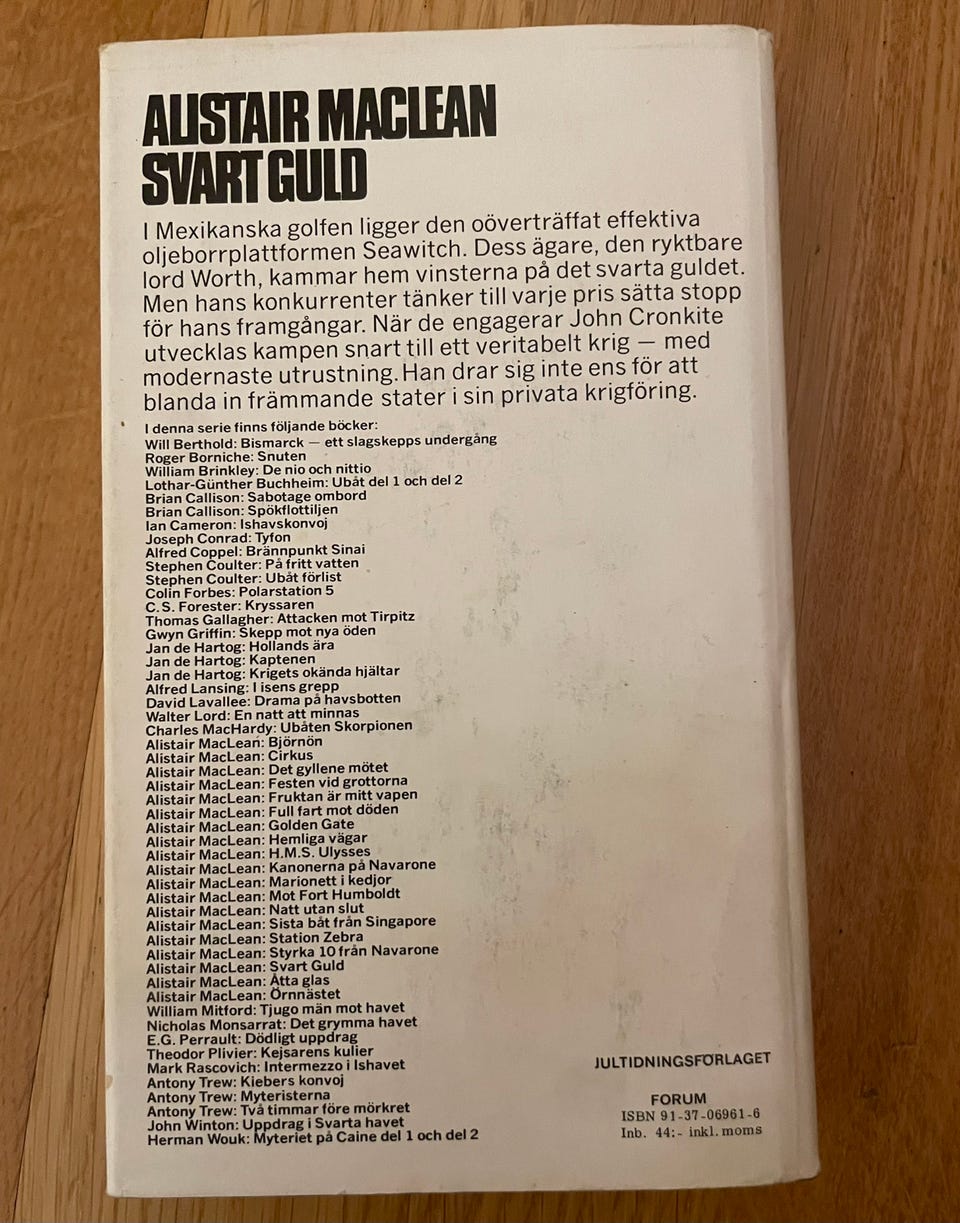 ALISTAIR MACLEAN
SVART GULD
I Mexikanska golfen ligger den oöverträffat effektiva
oljeborrplattformen Seawitch. Dess ägare, den ryktbare
lord Worth, kammar hem vinsterna på det svarta guldet.
Men hans konkurrenter tänker till varje pris sätta stopp
för hans framgångar. När de engagerar John Cronkite
utvecklas kampen snart till ett veritabelt krig — med
modernaste utrustning. Han drar sig inte ens för att
blanda in främmande stater i sin privata krigföring.
I denna serie finns följande böcker:
Will Berthold: Bismarck — ett slagskepps undergång
Roger Borniche: Snuten
William Brinkley: De nio och nittio
Lothar-Günther Buchheim: Ubåt del 1 och del 2
Brian Callison: Sabotage ombord
Brian Callison: Spökflottiljen
Ian Cameron: Ishavskonvoj
Joseph Conrad: Tyfon
Alfred Coppel: Brännpunkt Sinai
Stephen Coulter: På fritt vatten
Stephen Coulter: Ubåt förlist
Colin Forbes: Polarstation 5
C.S. Forester: Kryssaren
Thomas Gallagher: Attacken mot Tirpitz
Gwyn Griffin: Skepp mot nya öden
Jan de Hartog: Hollands ära
Jan de Hartog: Kaptenen
Jan de Hartog: Krigets okända hjältar
Alfred Lansing: I isens grepp
David Lavallee: Drama på havsbotten
Walter Lord: En natt att minnas
Charles MacHardy: Ubåten Skorpionen
Alistair MacLean: Björnön
Alistair MacLean: Cirkus
Alistair MacLean: Det gyllene mötet
Alistair MacLean: Festen vid grottorna
Alistair MacLean: Fruktan är mitt vapen
Alistair MacLean: Full fart mot döden
Alistair MacLean: Golden Gate
Alistair MacLean: Hemliga vägar
Alistair MacLean: H.M.S. Ulysses
Alistair MacLean: Kanonerna på Navarone
Alistair MacLean: Marionett i kedjor
Alistair MacLean: Mot Fort Humboldt
Alistair MacLean: Natt utan slut
Alistair MacLean: Sista båt från Singapore
Alistair MacLean: Station Zebra
Alistair MacLean: Styrka 10 från Navarone
Alistair MacLean: Svart Guld
Alistair MacLean: Åtta glas
Alistair MacLean: Örnnästet
William Mitford: Tjugo män mot havet
Nicholas Monsarrat: Det grymma havet
E.G. Perrault: Dödligt uppdrag
Theodor Plivier: Kejsarens kulier
Mark Rascovich: Intermezzo i Ishavet
Antony Trew: Kiebers konvoj
Antony Trew: Myteristerna
Antony Trew: Två timmar före mörkret
John Winton: Uppdrag i Svarta havet
Herman Wouk: Myteriet på Caine del 1 och del 2
JULTIDNINGSFÖRLAGET
FORUM
ISBN 91-37-06961-6
Inb. 44:- inkl. moms